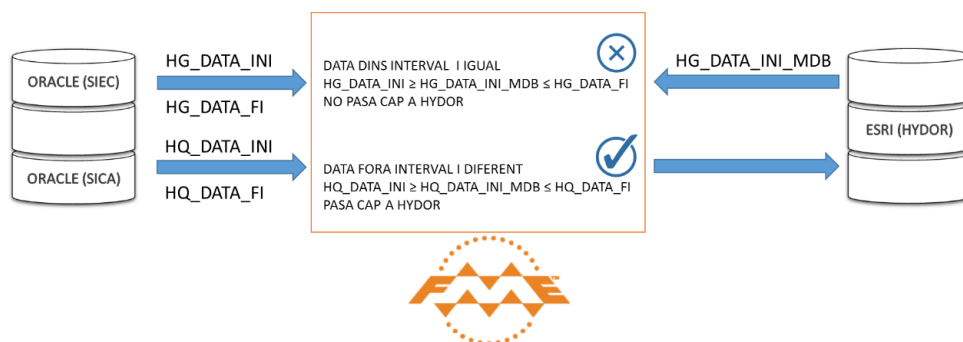 ORACLE (SIEC)
ORACLE (SICA)
HG_DATA_INI
HG_DATA_FI
HQ_DATA_INI
HQ_DATA_FI
DATA DINS INTERVAL I IGUAL
HG_DATA_INI ≥ HG_DATA_INI_MDB ≤ HG_DATA_FI
NO PASA CAP A HYDOR
DATA FORA INTERVAL I DIFERENT
HQ_DATA_INI ≥ HQ_DATA_INI_MDB ≤ HQ_DATA_FI
PASA CAP A HYDOR
HG_DATA_INI_MDB
ESRI (HYDOR)
FME